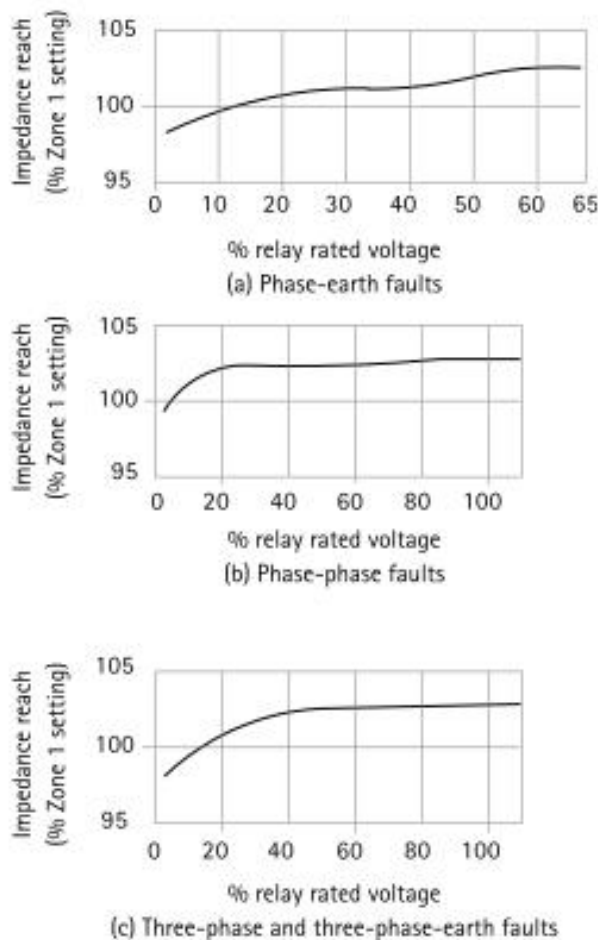 Impedance reach
(% Zone 1 setting)
105
100
95
0 10 20 30 40 50 60 65
% relay rated voltage
(a) Phase-earth faults
Impedance reach
(% Zone 1 setting)
105
100
95
0 20 40 60 80 100
% relay rated voltage
(b) Phase-phase faults
Impedance reach
(% Zone 1 setting)
105
100
95
0 20 40 60 80 100
% relay rated voltage
(c) Three-phase and three-phase-earth faults